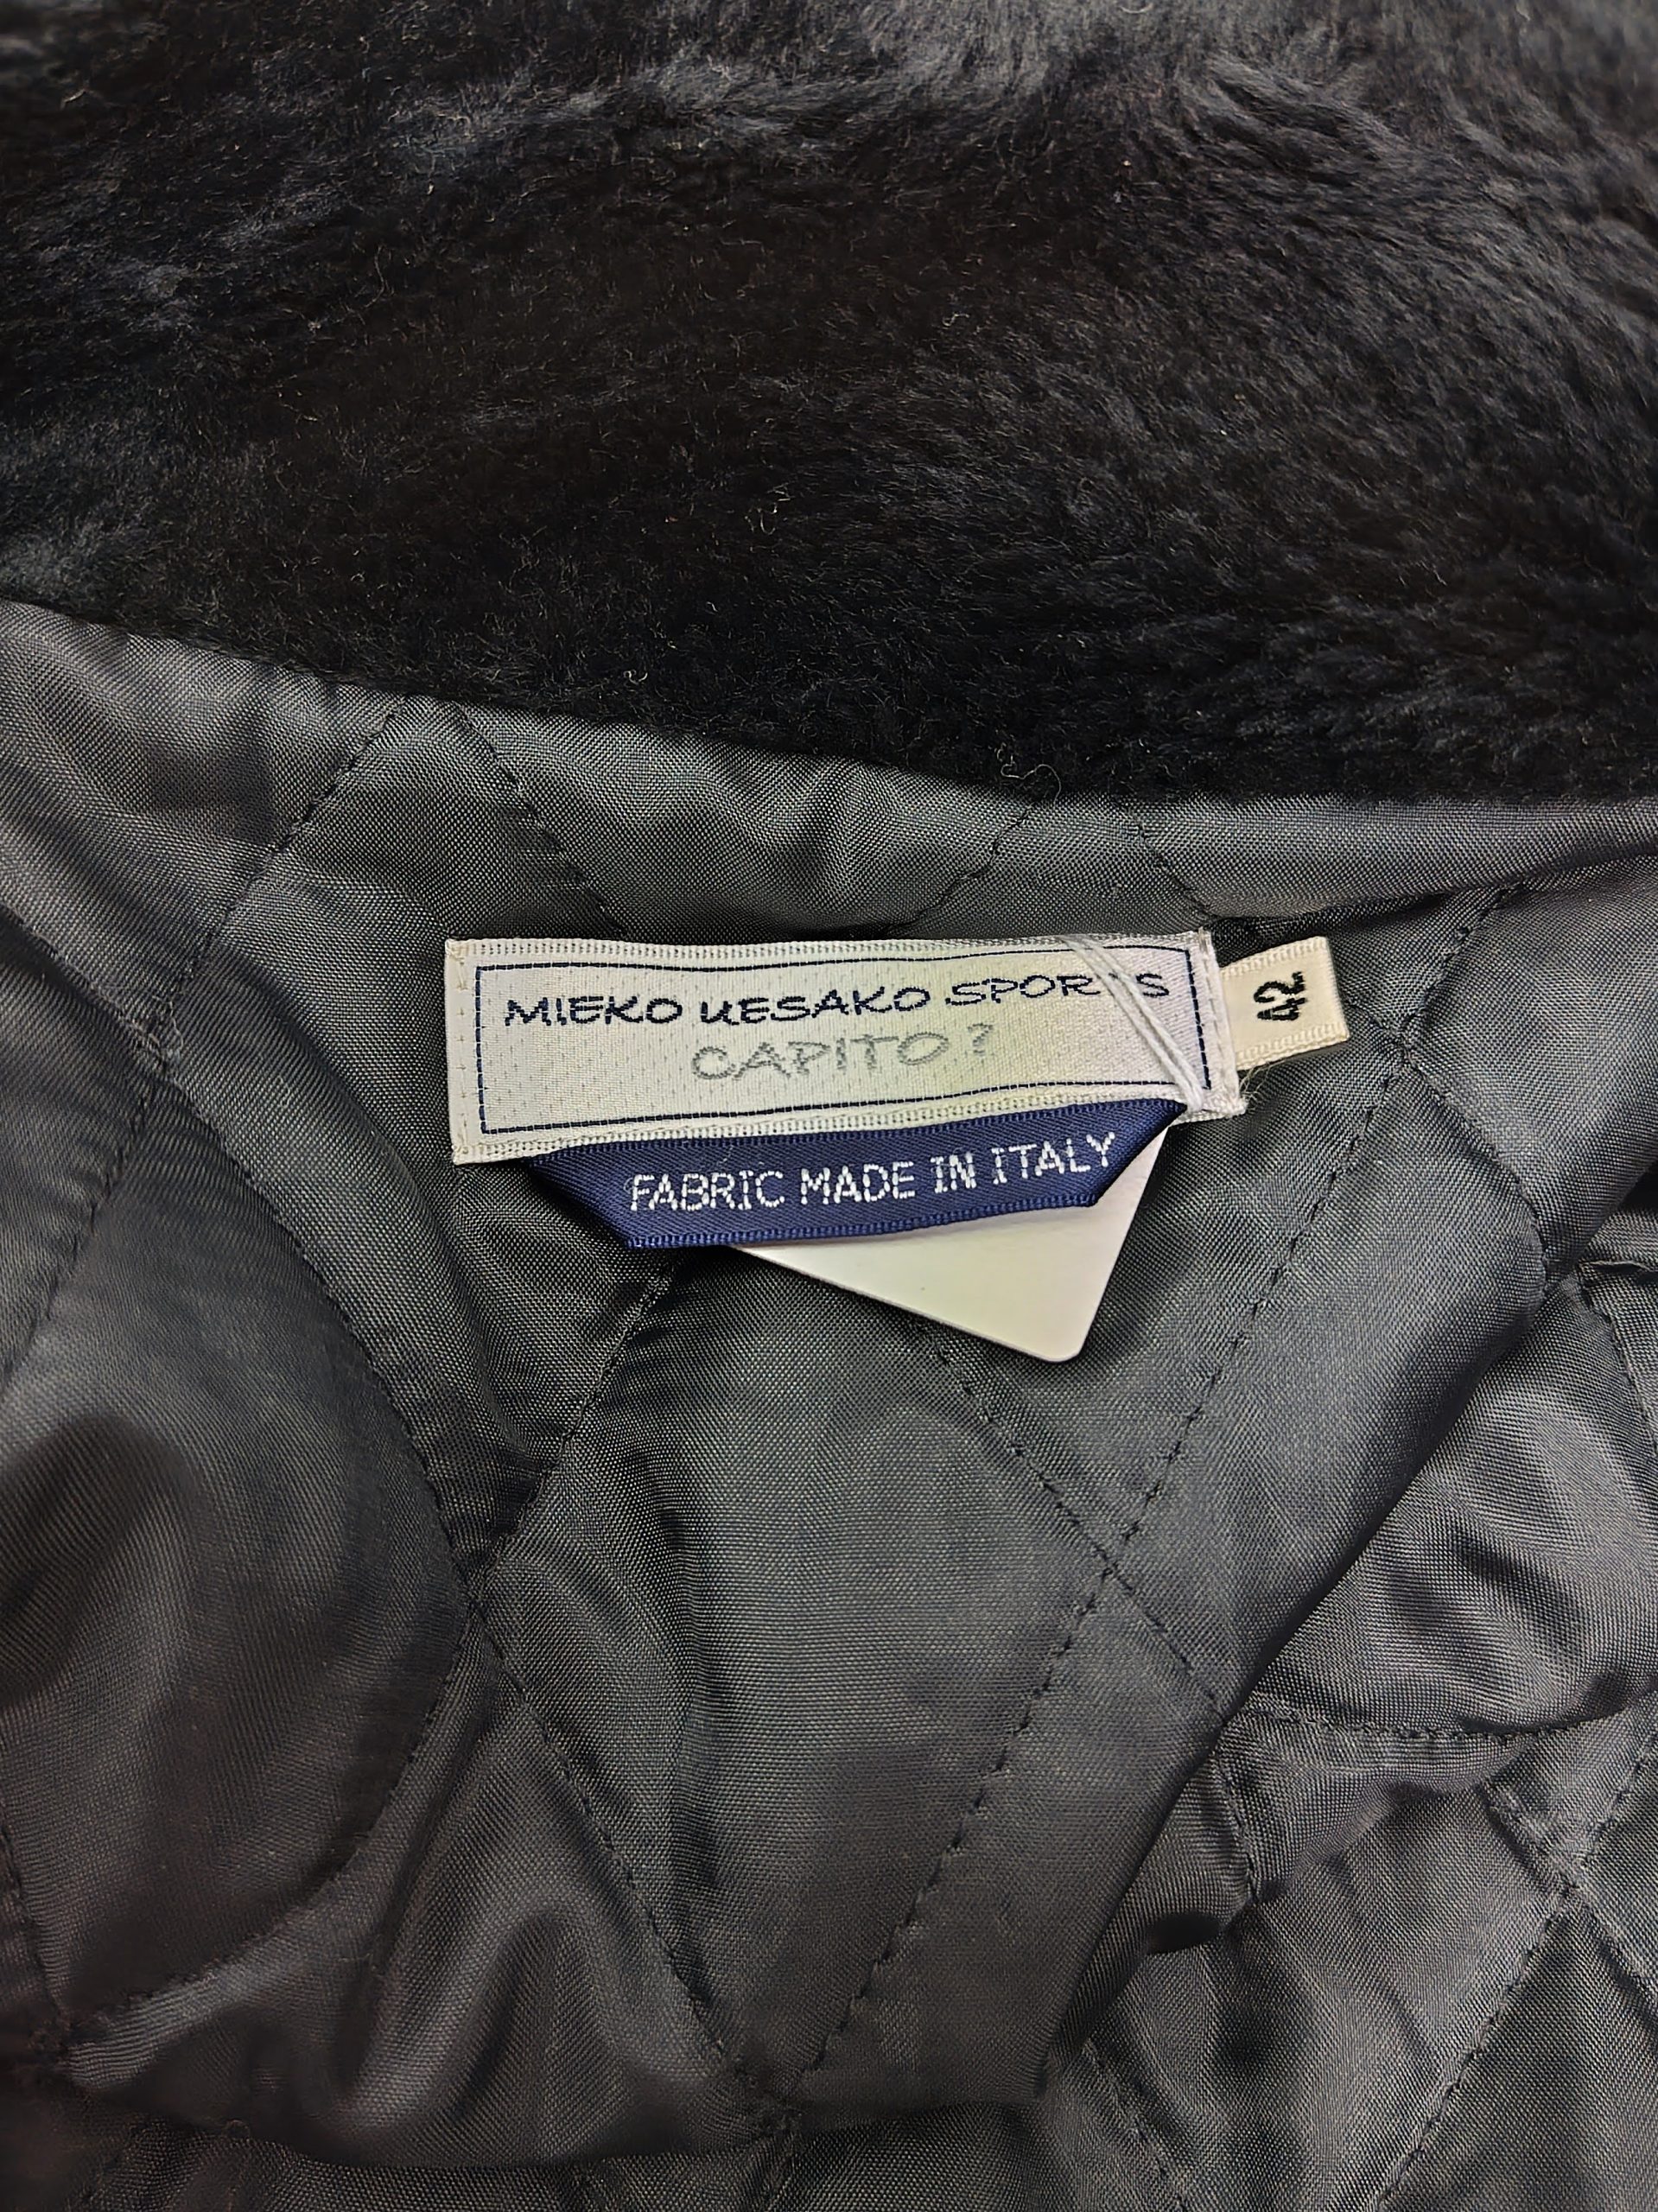 MIEKO UESAKO SPORTS
CAPITO?
42
FABRIC MADE IN ITALY